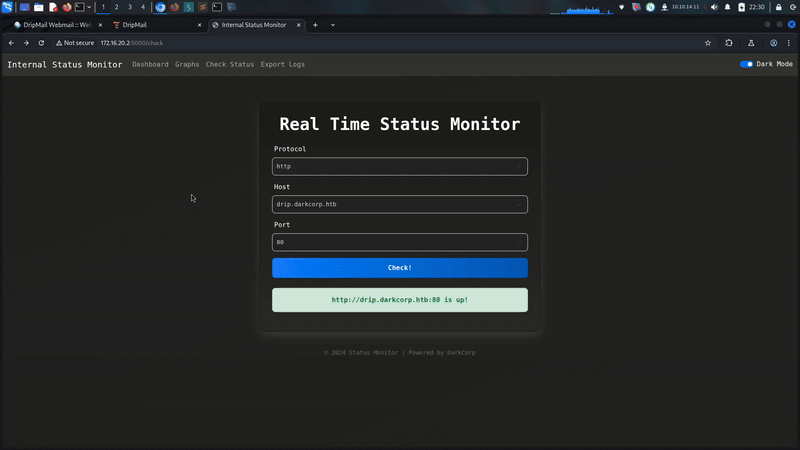 1 2 3 4 10.10.14.11 22:30
DripMail Webmail :: Wel
DripMail
Internal Status Monitor
Not secure 172.16.20.2:5000/check
Internal Status Monitor Dashboard Graphs Check Status Export Logs Dark Mode
Real Time Status Monitor
Protocol
http
Host
drip.darkcorp.htb
Port
80
Check!
http://drip.darkcorp.htb:80 is up!
© 2024 Status Monitor | Powered by DarkCorp